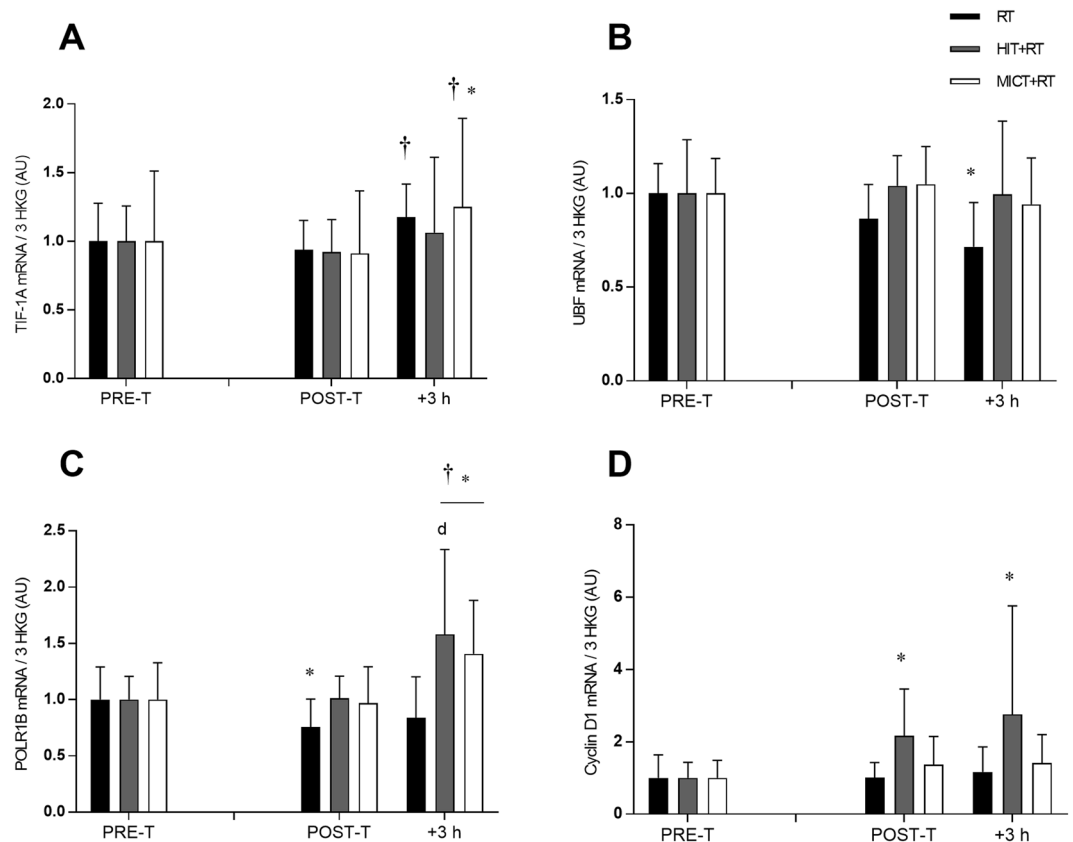 RT
HIT+RT
MICT+RT
A
TIF-1A mRNA / 3 HKG (AU)
2.0
1.5
1.0
0.5
0.0
† 
† *
PRE-T
POST-T
+3 h
B
UBF mRNA / 3 HKG (AU)
1.5
1.0
0.5
0.0
*
PRE-T
POST-T
+3 h
C
POLR1B mRNA / 3 HKG (AU)
2.5
2.0
1.5
1.0
0.5
0.0
*
† *
d
PRE-T
POST-T
+3 h
D
Cyclin D1 mRNA / 3 HKG (AU)
8
6
4
2
0
*
*
PRE-T
POST-T
+3 h